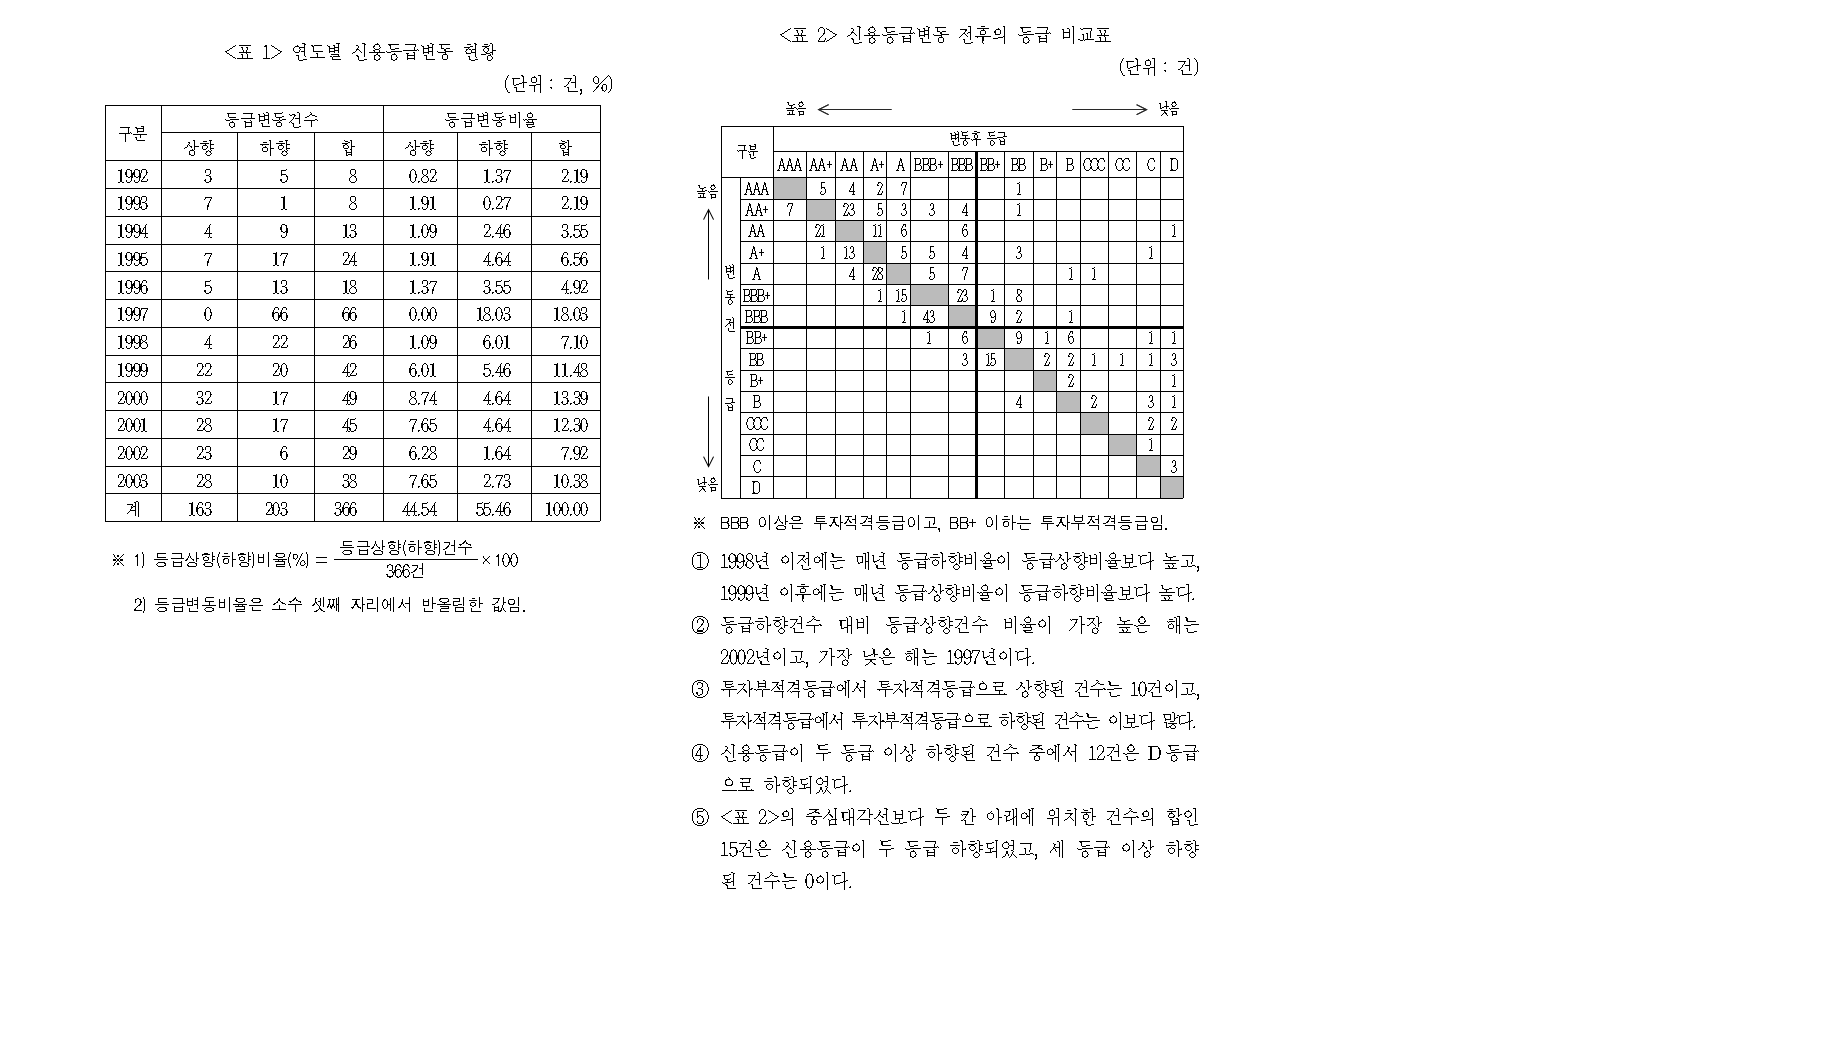 <표 1> 연도별 신용등급변동 현황
(단위 : 건, %)
구분 등급변동건수 등급변동비율
상향 하향 합 상향 하향 합
1992 3 5 8 0.82 1.37 2.19
1993 7 1 8 1.91 0.27 2.19
1994 4 9 13 1.09 2.46 3.55
1995 7 17 24 1.91 4.64 6.56
1996 5 13 18 1.37 3.55 4.92
1997 0 66 66 0.00 18.03 18.03
1998 4 22 26 1.09 6.01 7.10
1999 22 20 42 6.01 5.46 11.48
2000 32 17 49 8.74 4.64 13.39
2001 28 17 45 7.65 4.64 12.30
2002 23 6 29 6.28 1.64 7.92
2003 28 10 38 7.65 2.73 10.38
계 163 203 366 44.54 55.46 100.00
※ 1) 등급상향(하향)비율(%) = 등급상향(하향)건수 / 366건 ×100
2) 등급변동비율은 소수 셋째 자리에서 반올림한 값임.
<표 2> 신용등급변동 전후의 등급 비교표
(단위 : 건)
높음 ← → 낮음
구분 변동후 등급
AAA AA+ AA A+ A BBB+ BBB BB+ BB B+ B CCC CC C D
높음 ↑ 변동전 등급 ↓ 낮음
AAA 5 4 2 7 1
AA+ 7 23 5 3 3 4 1
AA 21 11 6 6 1
A+ 1 13 5 5 4 3 1
A 4 28 5 7 1 1
BBB+ 1 15 23 1 8
BBB 1 43 9 2 1
BB+ 1 6 9 1 6 1 1
BB 3 15 2 2 1 1 1 3
B+ 2 1
B 4 2 3 1
CCC 2 2
CC 1
C 3
D
※ BBB 이상은 투자적격등급이고, BB+ 이하는 투자부적격등급임.
① 1998년 이전에는 매년 등급하향비율이 등급상향비율보다 높고,
1999년 이후에는 매년 등급상향비율이 등급하향비율보다 높다.
② 등급하향건수 대비 등급상향건수 비율이 가장 높은 해는
2002년이고, 가장 낮은 해는 1997년이다.
③ 투자부적격등급에서 투자적격등급으로 상향된 건수는 10건이고,
투자적격등급에서 투자부적격등급으로 하향된 건수는 이보다 많다.
④ 신용등급이 두 등급 이상 하향된 건수 중에서 12건은 D등급
으로 하향되었다.
⑤ <표 2>의 중심대각선보다 두 칸 아래에 위치한 건수의 합인
15건은 신용등급이 두 등급 하향되었고, 세 등급 이상 하향
된 건수는 0이다.